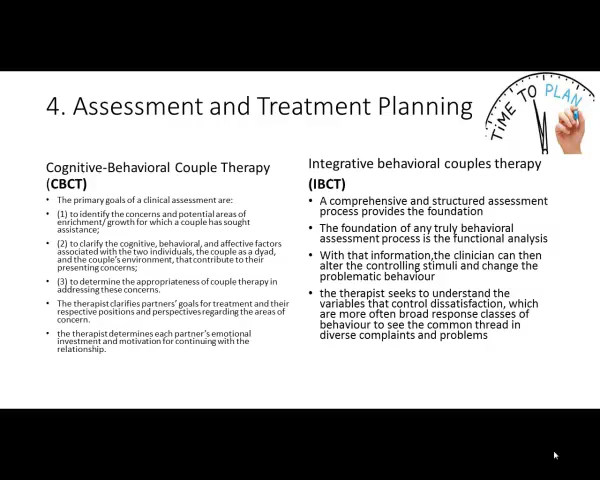 4. Assessment and Treatment Planning
TIME TO PLAN
Cognitive-Behavioral Couple Therapy
(CBCT)
• The primary goals of a clinical assessment are:
• (1) to identify the concerns and potential areas of
enrichment/ growth for which a couple has sought
assistance;
• (2) to clarify the cognitive, behavioral, and affective factors
associated with the two individuals, the couple as a dyad,
and the couple's environment, that contribute to their
presenting concerns;
• (3) to determine the appropriateness of couple therapy in
addressing these concerns.
• The therapist clarifies partners' goals for treatment and their
respective positions and perspectives regarding the areas of
concern.
• the therapist determines each partner's emotional
investment and motivation for continuing with the
relationship.
Integrative behavioral couples therapy
(IBCT)
• A comprehensive and structured assessment
process provides the foundation
• The foundation of any truly behavioral
assessment process is the functional analysis
• With that information,the clinician can then
alter the controlling stimuli and change the
problematic behaviour
• the therapist seeks to understand the
variables that control dissatisfaction, which
are more often broad response classes of
behaviour to see the common thread in
diverse complaints and problems